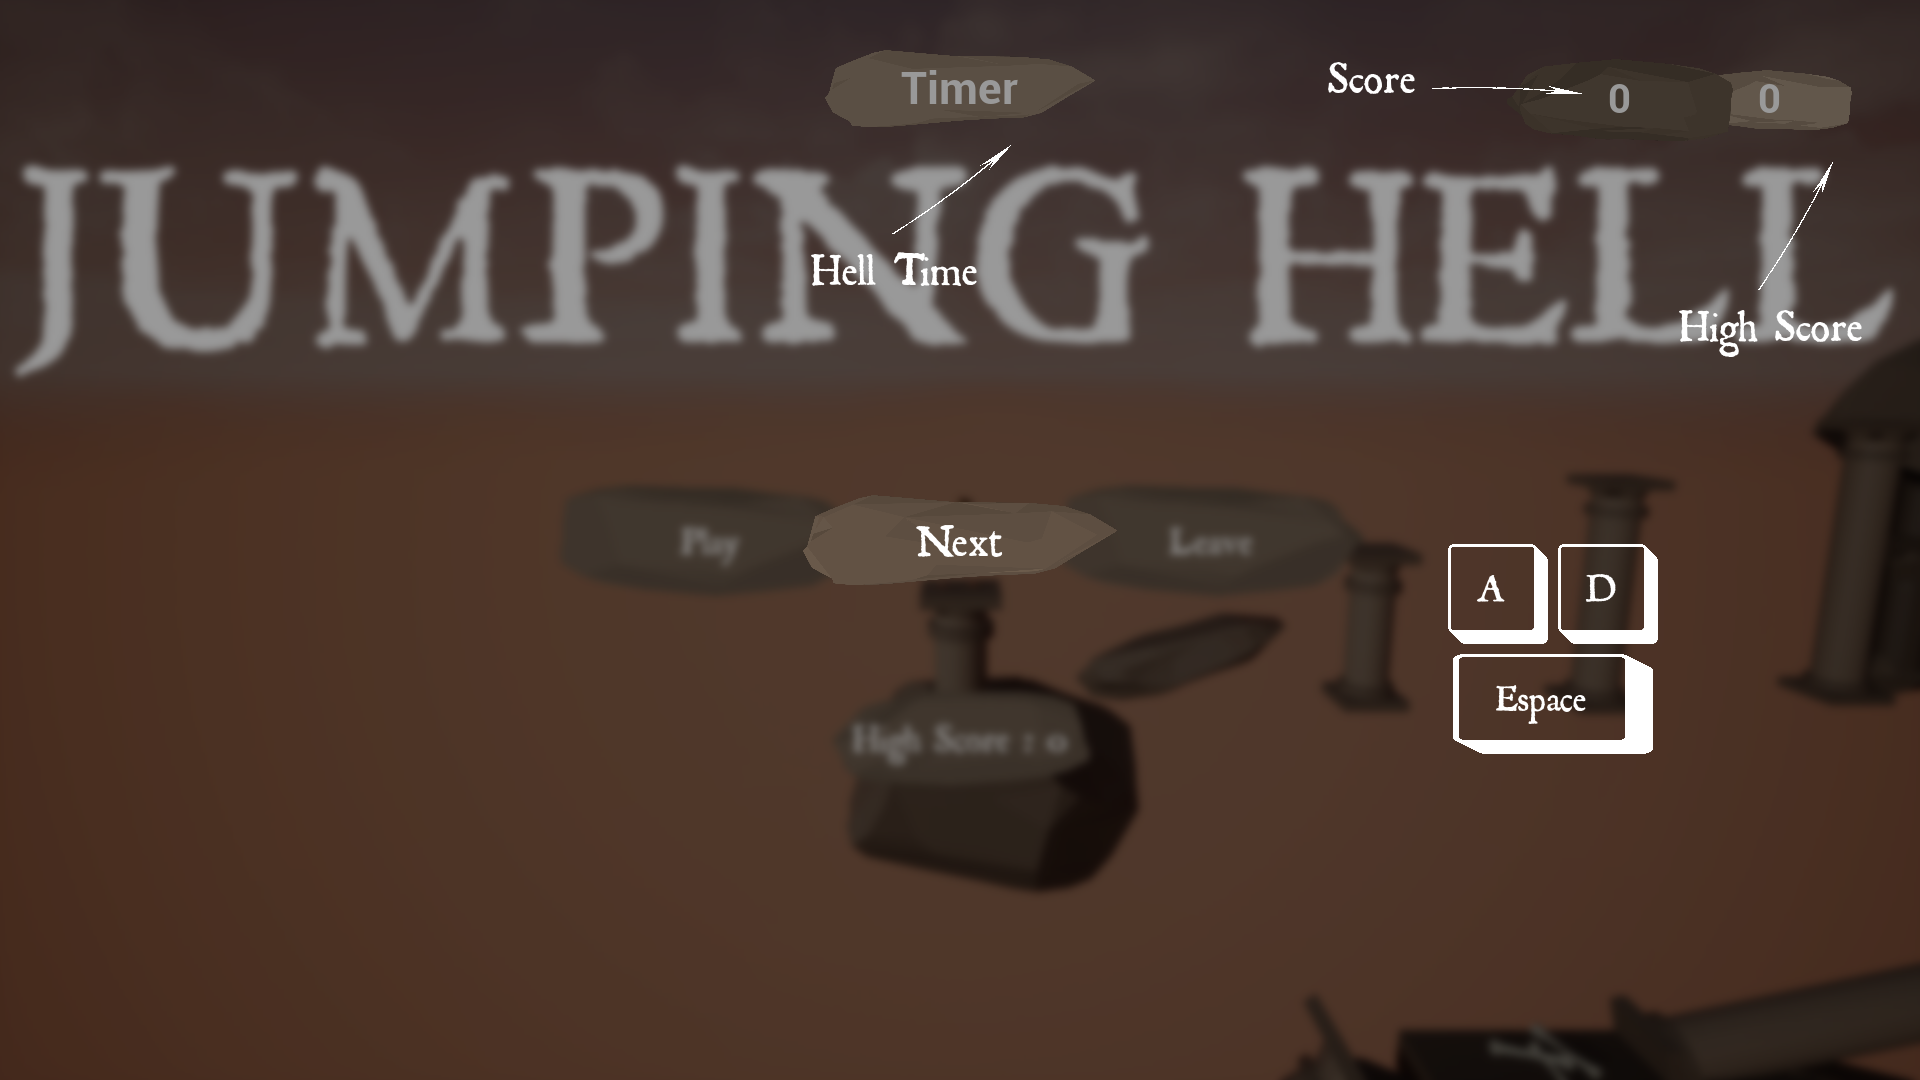 Timer
Score
0
0
JUMPING HELL
Hell Time
High Score
Play
Next
Leave
A
D
Espace
High Score : 0